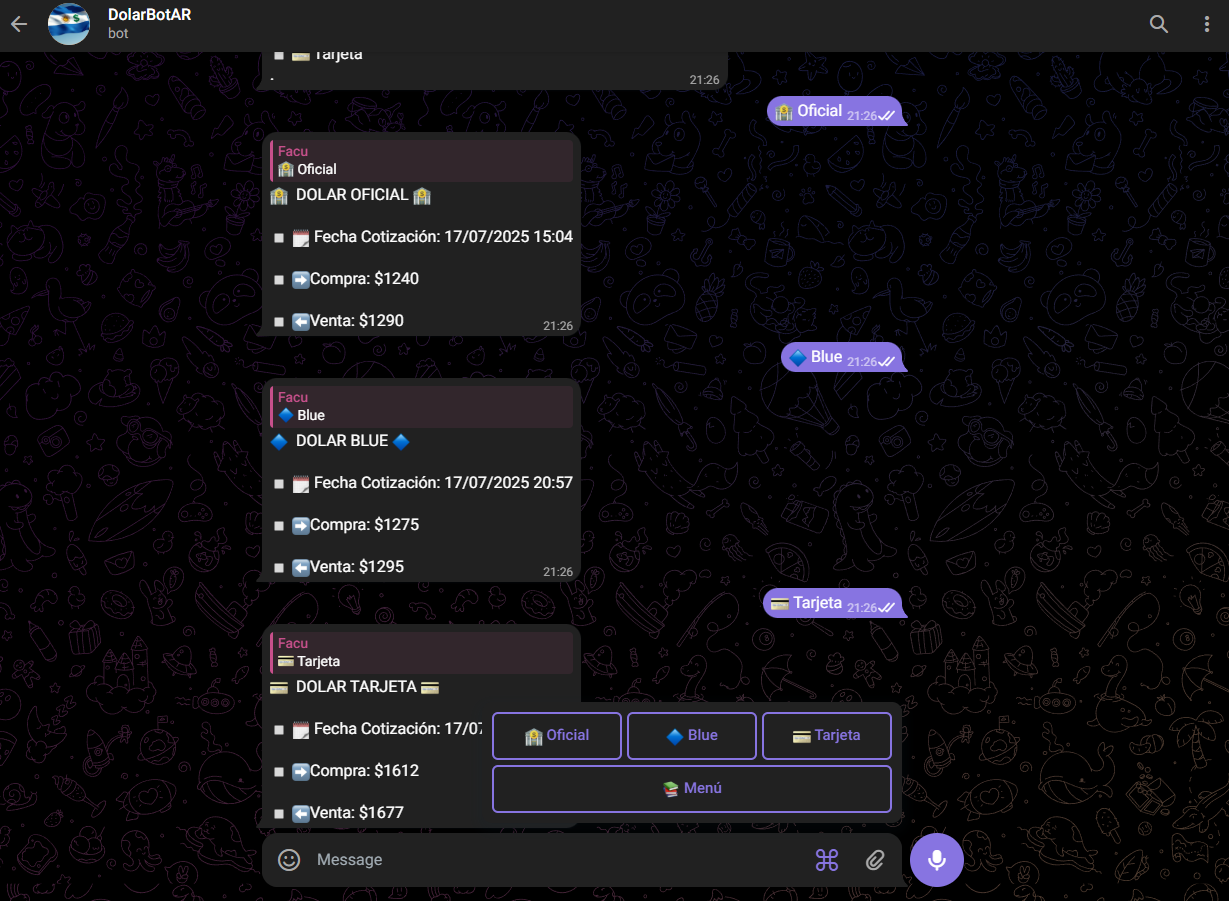 DolarBotAR
bot
Tarjeta
.
21:26
Oficial 21:26
Facu
Oficial
DOLAR OFICIAL
Fecha Cotización: 17/07/2025 15:04
Compra: $1240
Venta: $1290
21:26
Blue 21:26
Facu
Blue
DOLAR BLUE
Fecha Cotización: 17/07/2025 20:57
Compra: $1275
Venta: $1295
21:26
Tarjeta 21:26
Facu
Tarjeta
DOLAR TARJETA
Fecha Cotización: 17/07
Compra: $1612
Venta: $1677
Oficial
Blue
Tarjeta
Menú
Message